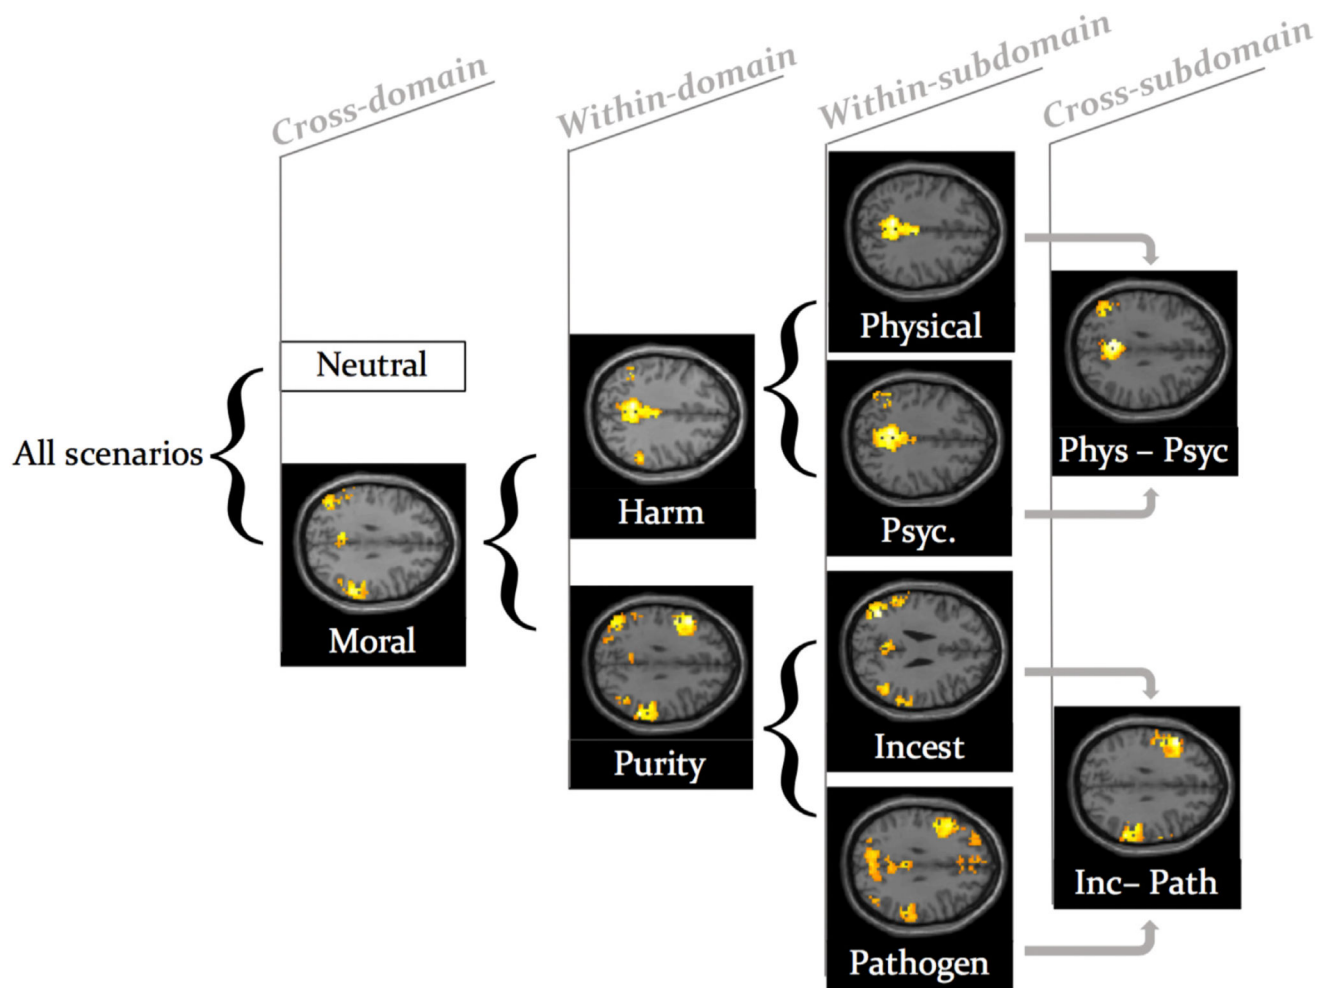 Cross-domain
Within-domain
Within-subdomain
Cross-subdomain
All scenarios
Neutral
Moral
Harm
Purity
Physical
Psyc.
Incest
Pathogen
Phys – Psyc
Inc– Path